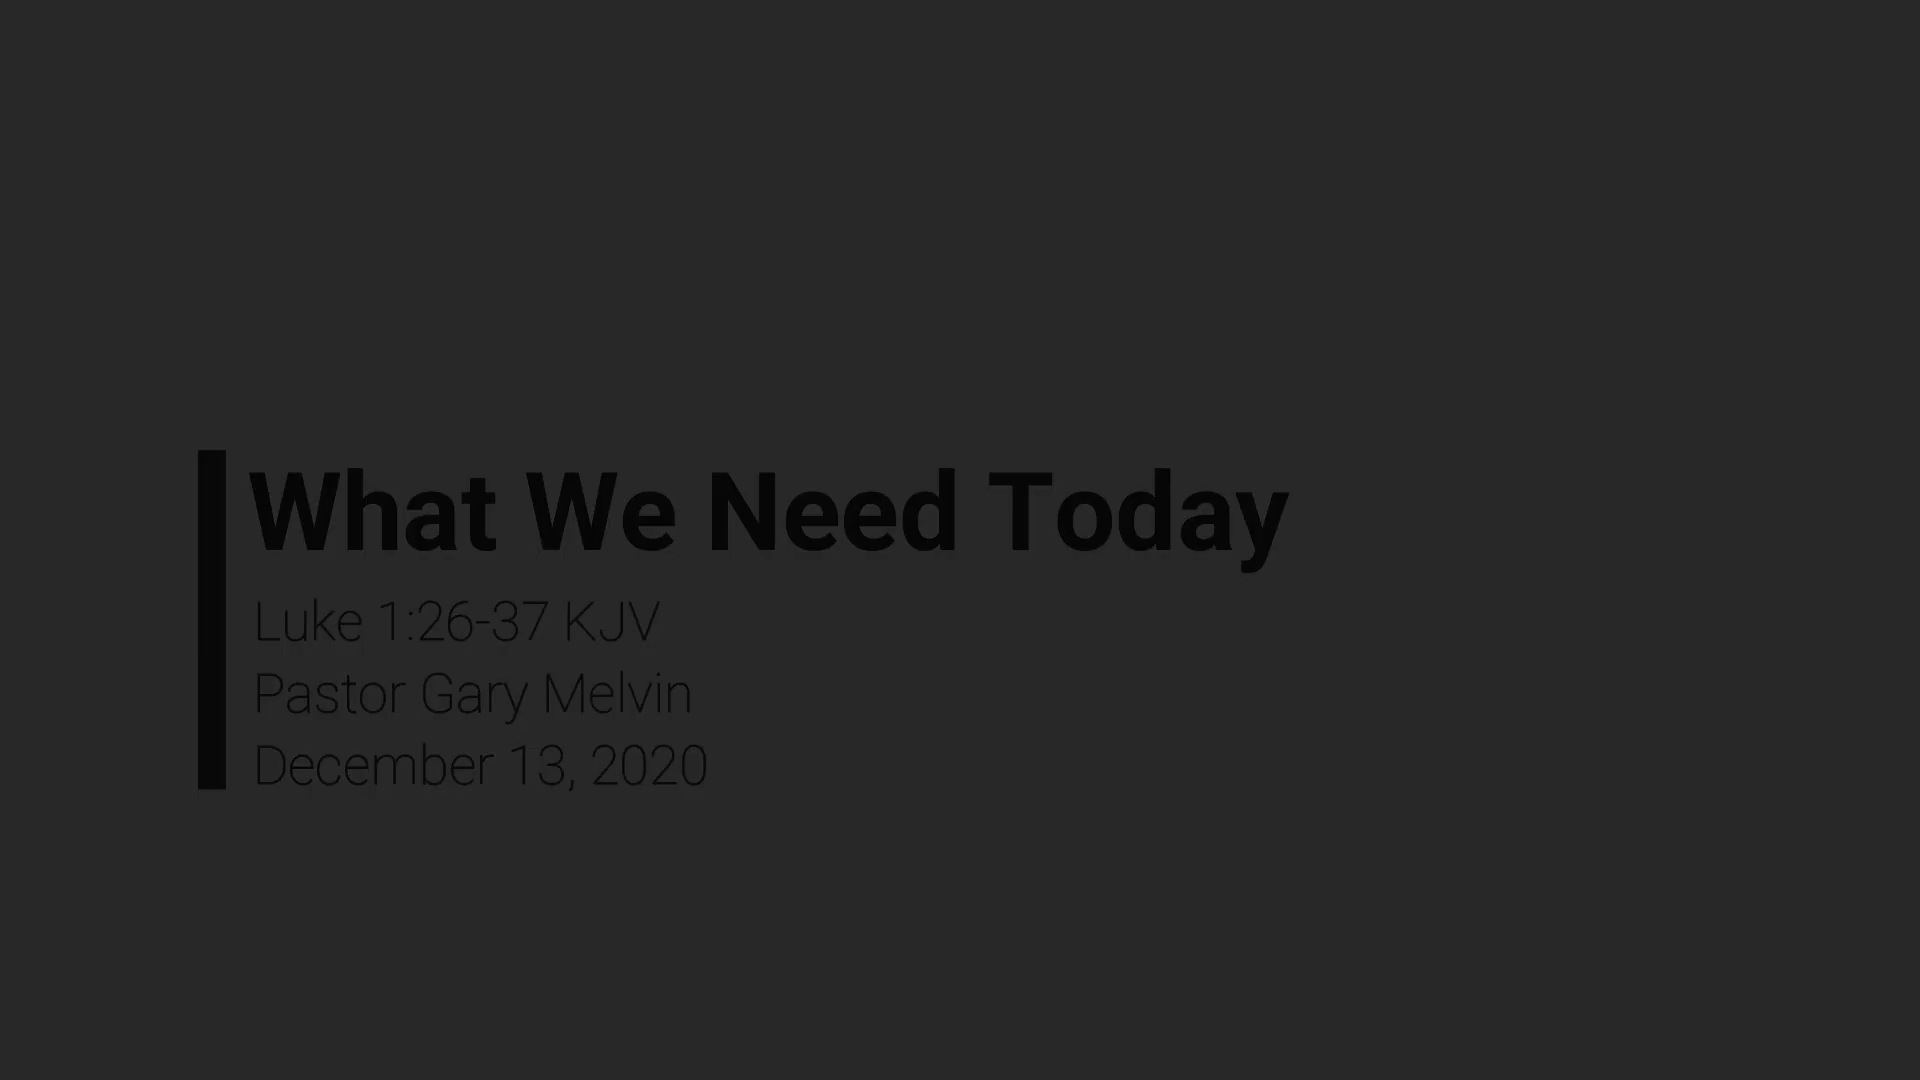 What We Need Today
Luke 1:26-37 KJV
Pastor Gary Melvin
December 13, 2020